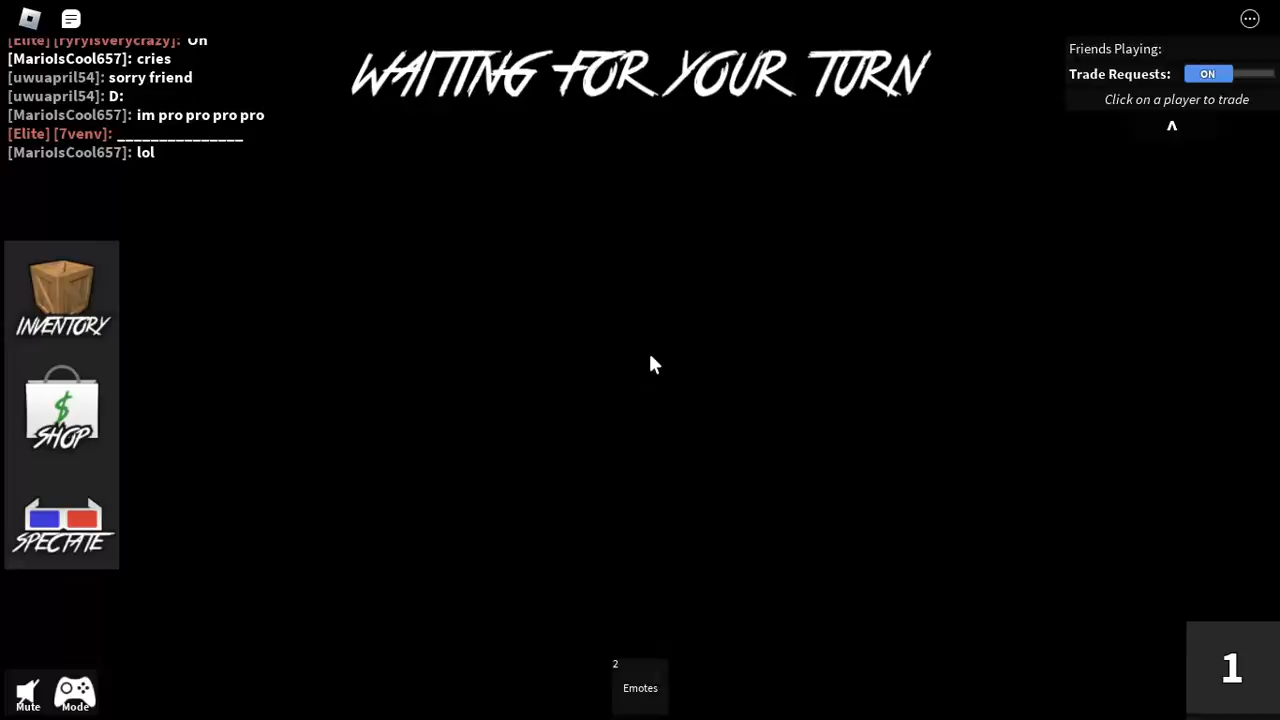 [Elite] [ryryisverycrazy]: Oh
[MarioIsCool657]: cries
[uwuapril54]: sorry friend
[uwuapril54]: D:
[MarioIsCool657]: im pro pro pro pro
[Elite] [7venv]: _______________
[MarioIsCool657]: lol
WAITING FOR YOUR TURN
Friends Playing:
Trade Requests: ON
Click on a player to trade
^
INVENTORY
$
SHOP
SPECTATE
Mute
Mode
2
Emotes
1